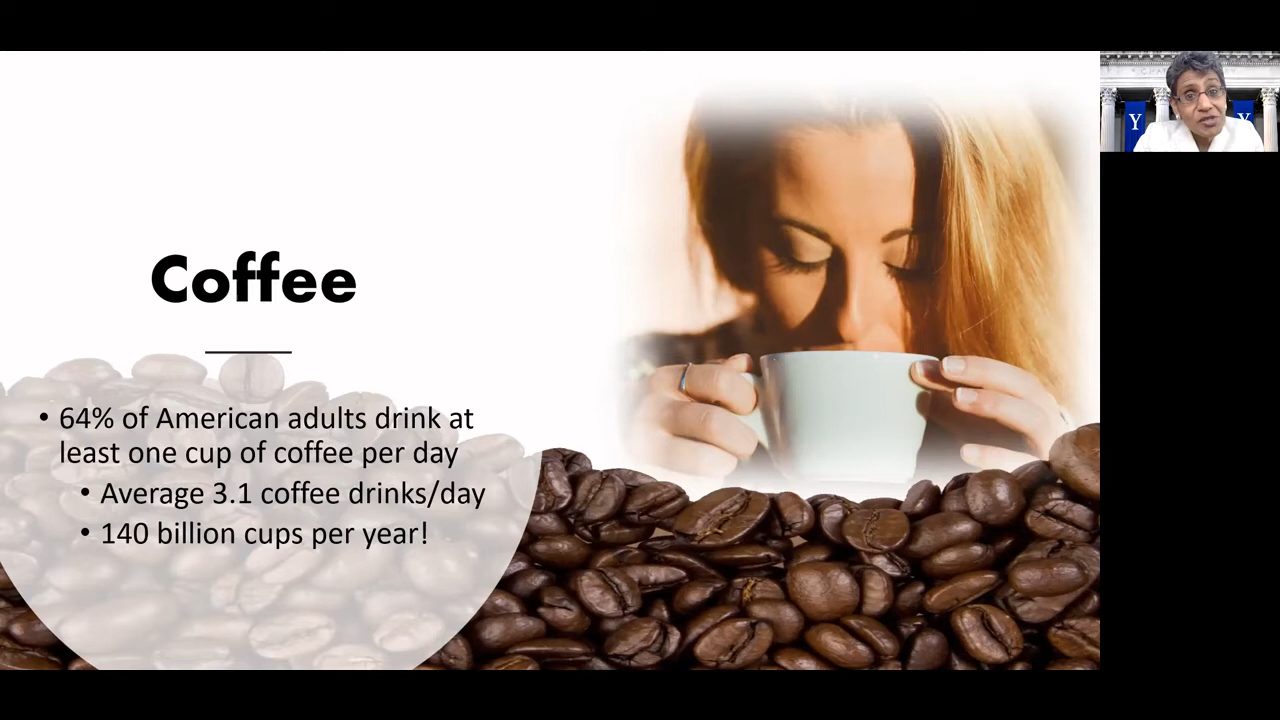 Coffee
• 64% of American adults drink at
least one cup of coffee per day
• Average 3.1 coffee drinks/day
• 140 billion cups per year!
Y
Y